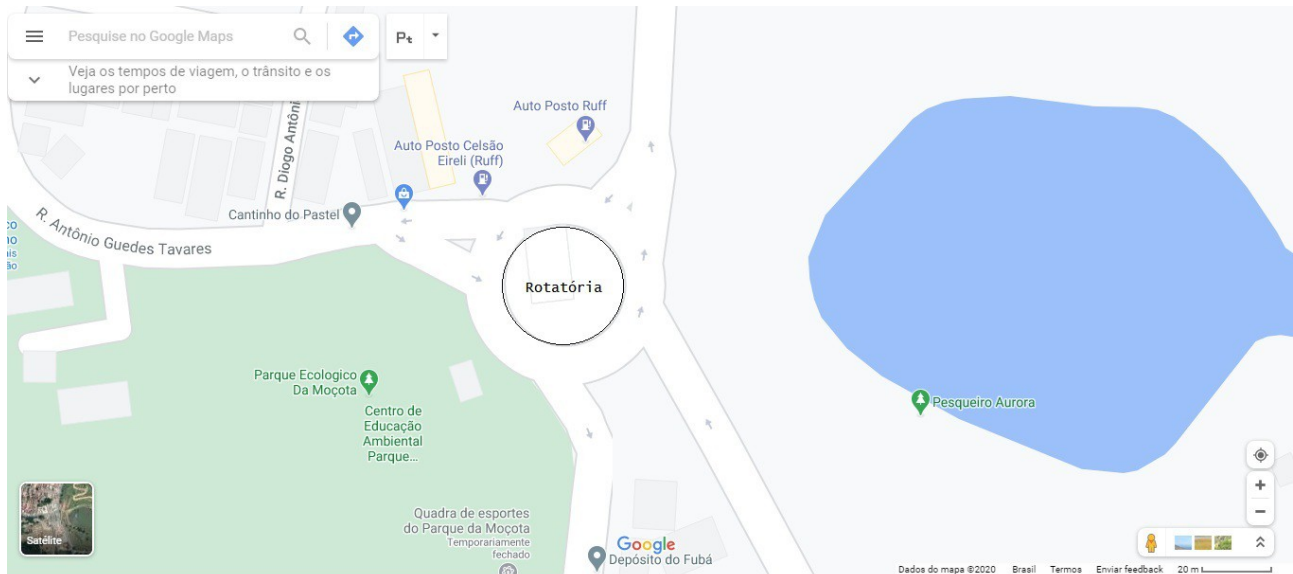 Pesquise no Google Maps
Veja os tempos de viagem, o trânsito e os
lugares por perto
R. Diogo Antôni
Auto Posto Ruff
Auto Posto Celsão
Eireli (Ruff)
Cantinho do Pastel
R. Antônio Guedes Tavares
Rotatória
Parque Ecologico
Da Moçota
Centro de
Educação
Ambiental
Parque...
Pesqueiro Aurora
Quadra de esportes
do Parque da Moçota
Temporariamente
fechado
Google
Depósito do Fubá
Satélite
Dados do mapa ©2020 Brasil Termos Enviar feedback 20 m